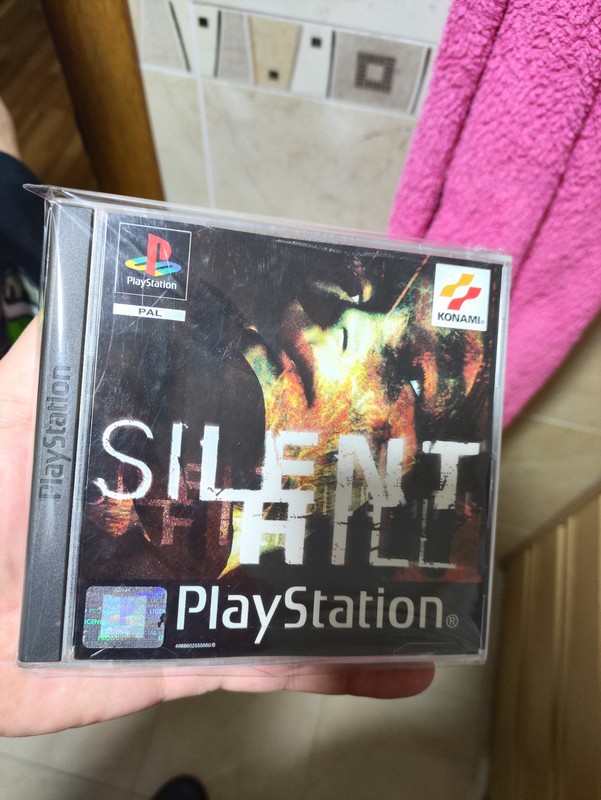 PlayStation
PAL
KONAMI®
PlayStation
SILENT
HILL
PlayStation®